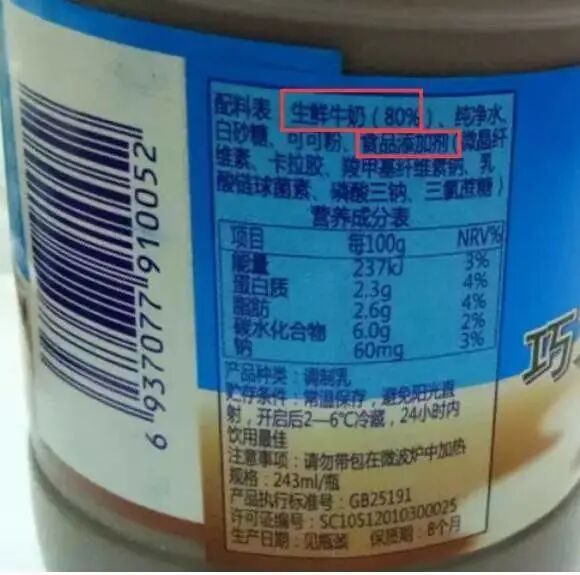 配料表 生鲜牛奶（80%）、纯净水、
白砂糖、可可粉、食品添加剂（微晶纤
维素、卡拉胶、羧甲基纤维素钠、乳
酸链球菌素、磷酸三钠、三氯蔗糖）
营养成分表
项目 每100g NRV%
能量 237kJ 3%
蛋白质 2.3g 4%
脂肪 2.6g 4%
碳水化合物 6.0g 2%
钠 60mg 3%
产品种类：调制乳
贮存条件：常温保存，避免阳光直
射，开启后2—6℃冷藏，24小时内
饮用最佳
注意事项：请勿带包在微波炉中加热
规格：243ml/瓶
产品执行标准号：GB25191
许可证编号：SC10512010300025
生产日期：见瓶装 保质期：8个月
6 937077 910052
巧